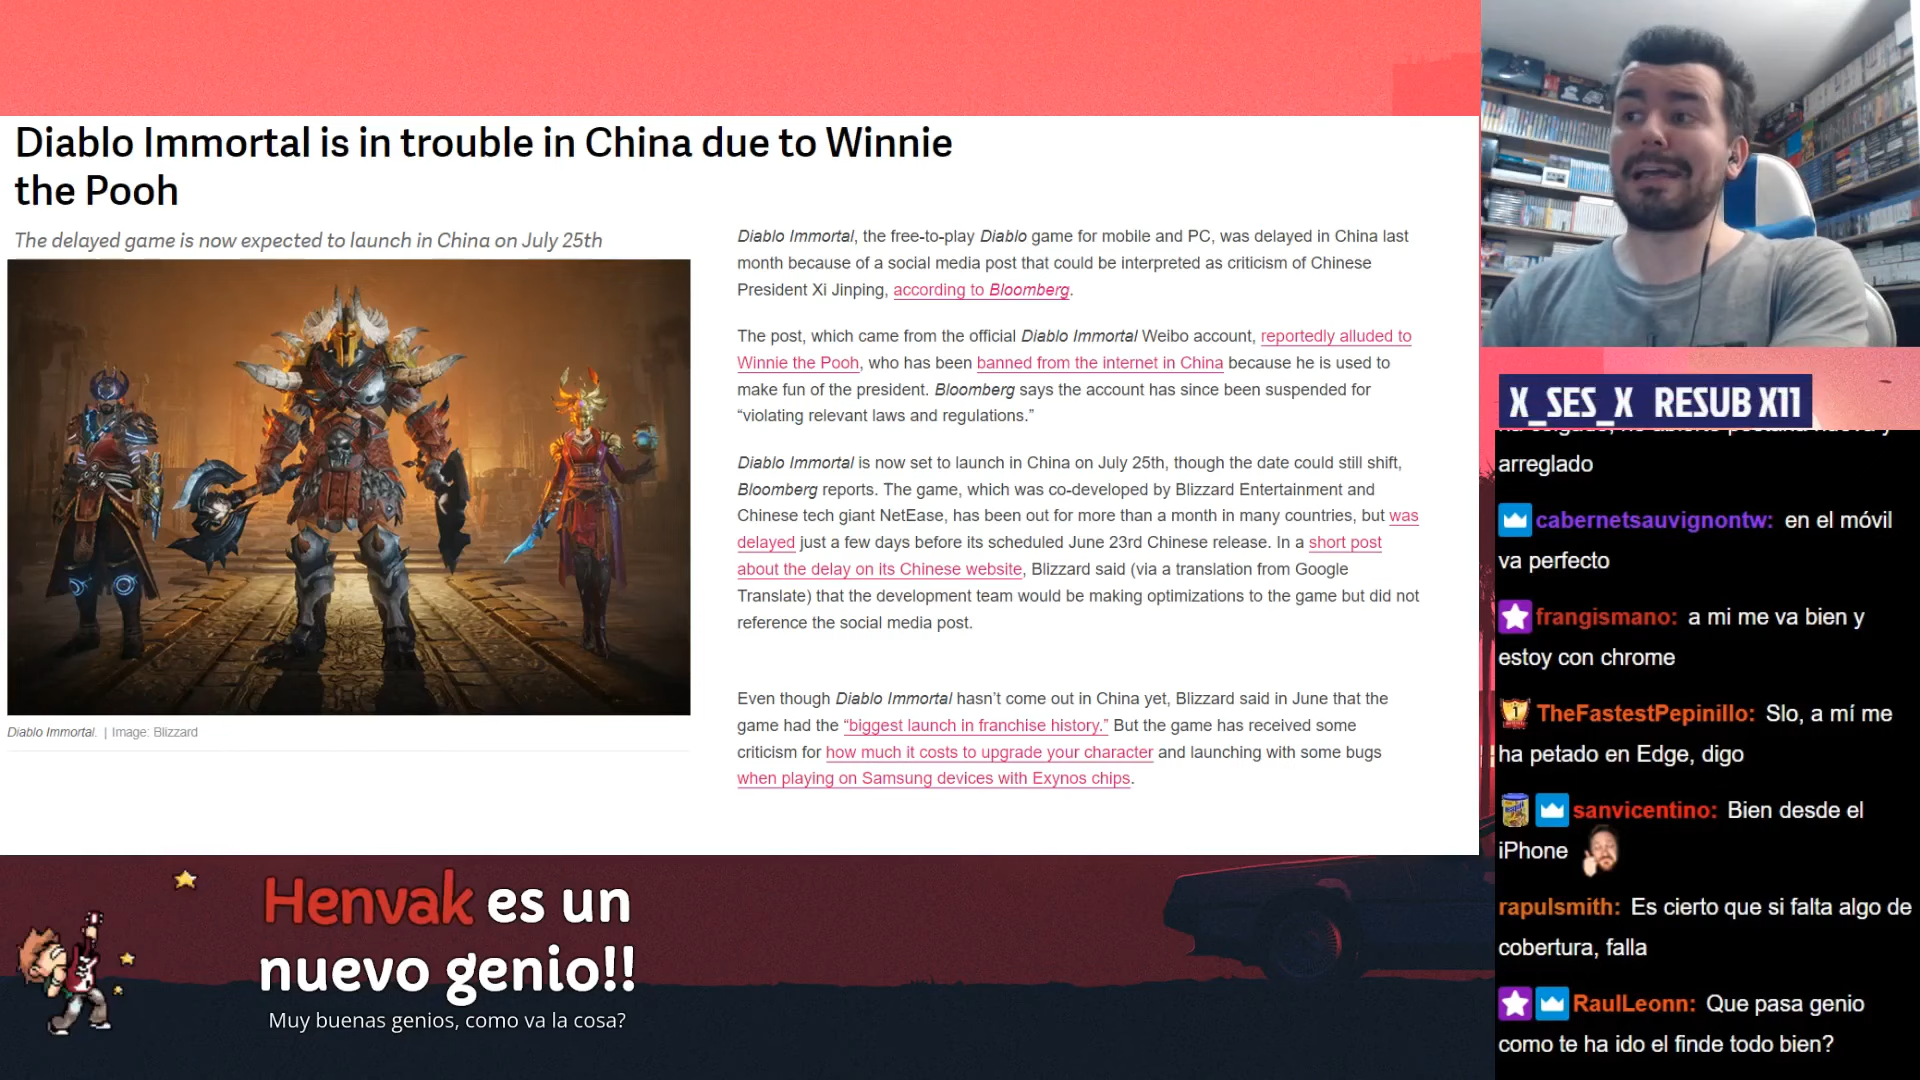 Diablo Immortal is in trouble in China due to Winnie
the Pooh
The delayed game is now expected to launch in China on July 25th
Diablo Immortal. | Image: Blizzard
Diablo Immortal, the free-to-play Diablo game for mobile and PC, was delayed in China last
month because of a social media post that could be interpreted as criticism of Chinese
President Xi Jinping, according to Bloomberg.
The post, which came from the official Diablo Immortal Weibo account, reportedly alluded to
Winnie the Pooh, who has been banned from the internet in China because he is used to
make fun of the president. Bloomberg says the account has since been suspended for
“violating relevant laws and regulations.”
Diablo Immortal is now set to launch in China on July 25th, though the date could still shift,
Bloomberg reports. The game, which was co-developed by Blizzard Entertainment and
Chinese tech giant NetEase, has been out for more than a month in many countries, but was
delayed just a few days before its scheduled June 23rd Chinese release. In a short post
about the delay on its Chinese website, Blizzard said (via a translation from Google
Translate) that the development team would be making optimizations to the game but did not
reference the social media post.
Even though Diablo Immortal hasn’t come out in China yet, Blizzard said in June that the
game had the “biggest launch in franchise history.” But the game has received some
criticism for how much it costs to upgrade your character and launching with some bugs
when playing on Samsung devices with Exynos chips.
X_SES_X RESUB X11
arreglado
cabernetsauvignontw: en el móvil
va perfecto
frangismano: a mi me va bien y
estoy con chrome
TheFastestPepinillo: Slo, a mí me
ha petado en Edge, digo
sanvicentino: Bien desde el
iPhone
rapulsmith: Es cierto que si falta algo de
cobertura, falla
RaulLeonn: Que pasa genio
como te ha ido el finde todo bien?
Henvak es un
nuevo genio!!
Muy buenas genios, como va la cosa?